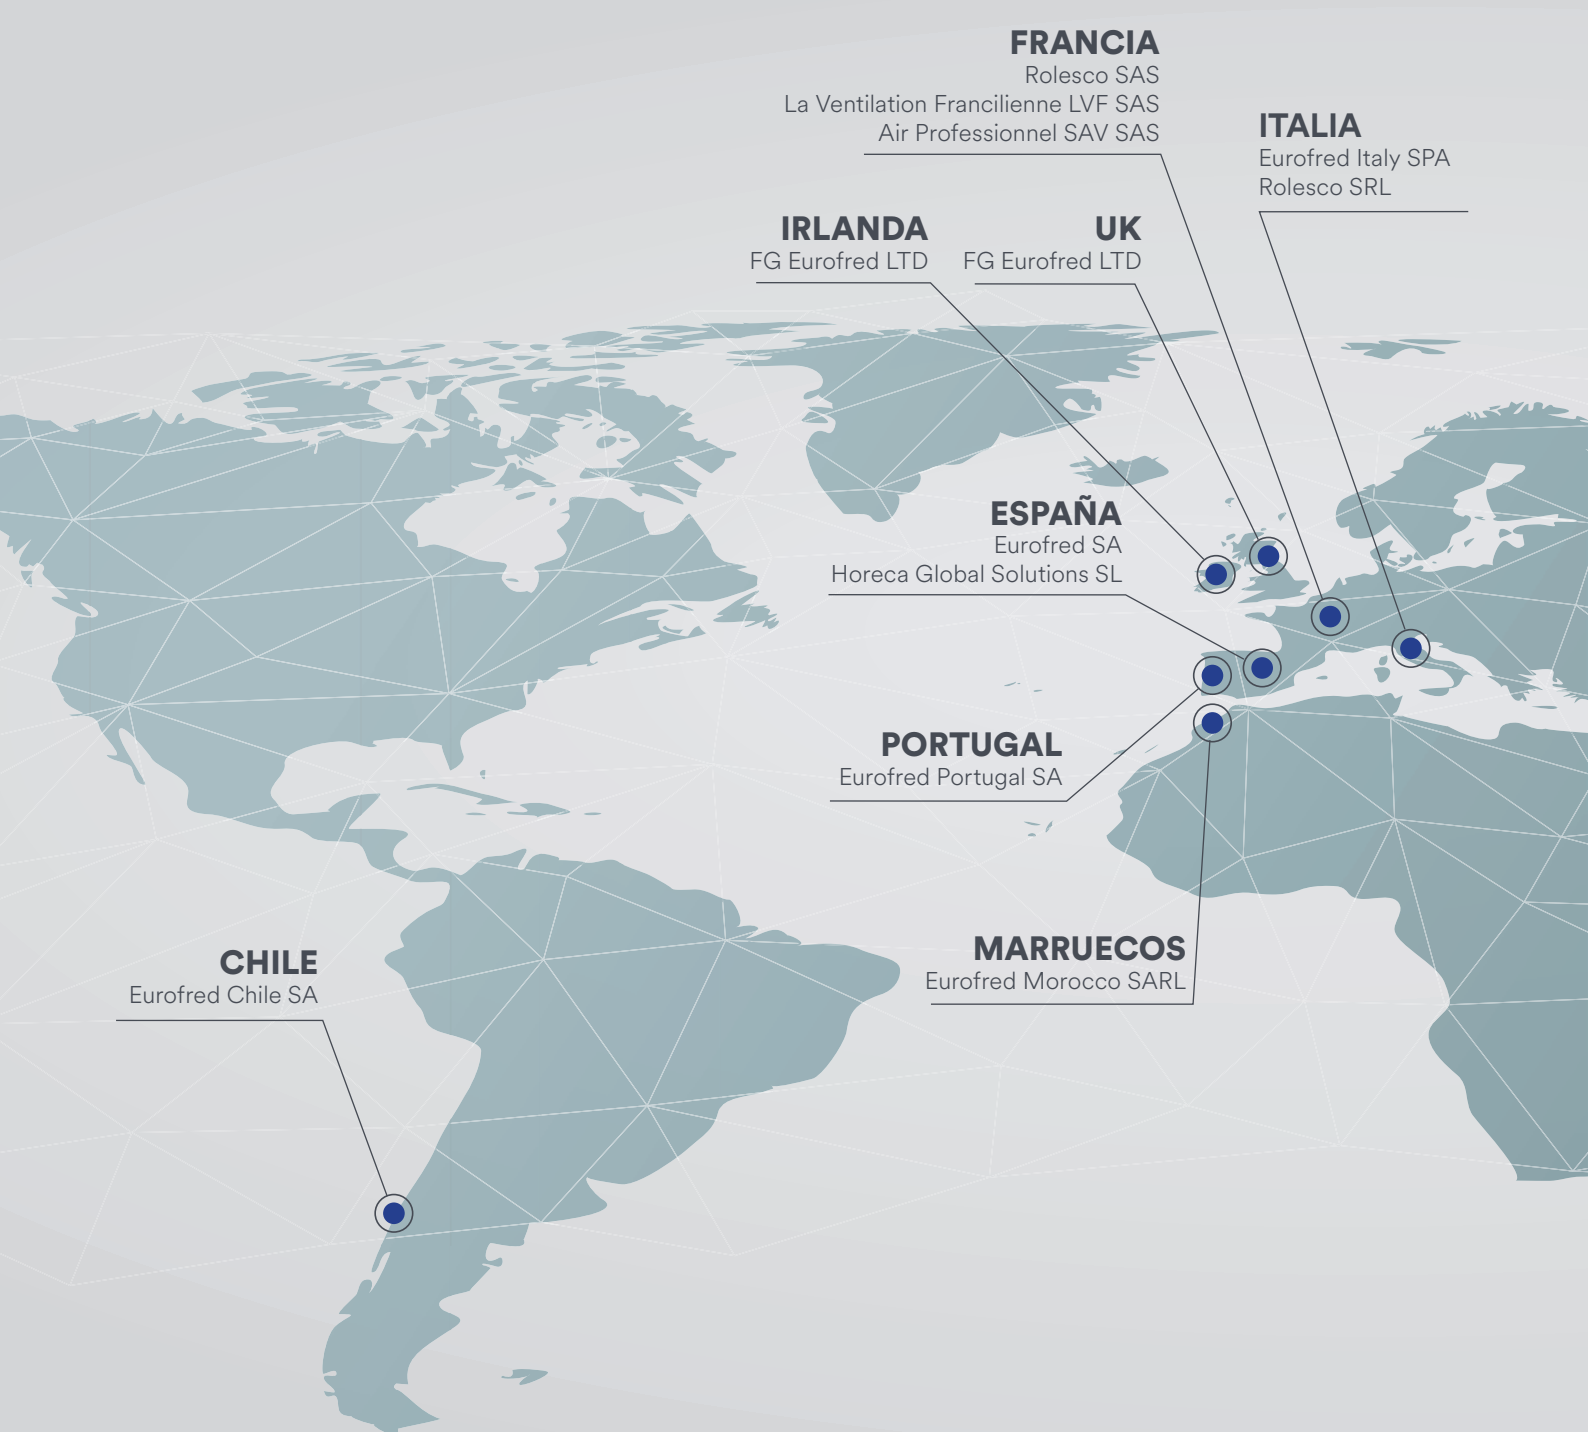 FRANCIA
Rolesco SAS
La Ventilation Francilienne LVF SAS
Air Professionnel SAV SAS
ITALIA
Eurofred Italy SPA
Rolesco SRL
IRLANDA
FG Eurofred LTD
UK
FG Eurofred LTD
ESPAÑA
Eurofred SA
Horeca Global Solutions SL
PORTUGAL
Eurofred Portugal SA
MARRUECOS
Eurofred Morocco SARL
CHILE
Eurofred Chile SA